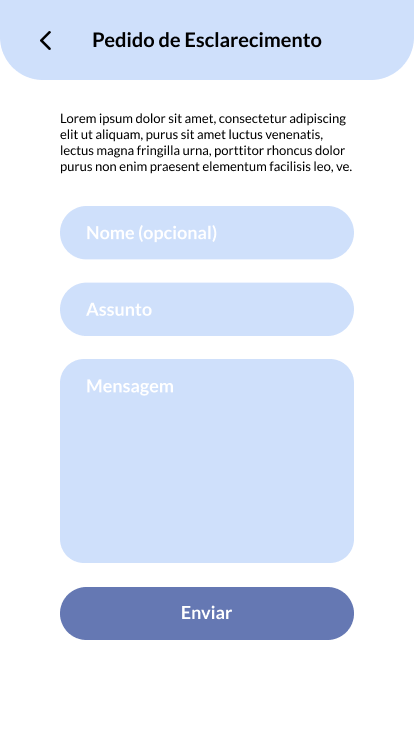 Pedido de Esclarecimento
Lorem ipsum dolor sit amet, consectetur adipiscing
elit ut aliquam, purus sit amet luctus venenatis,
lectus magna fringilla urna, porttitor rhoncus dolor
purus non enim praesent elementum facilisis leo, ve.
Nome (opcional)
Assunto
Mensagem
Enviar